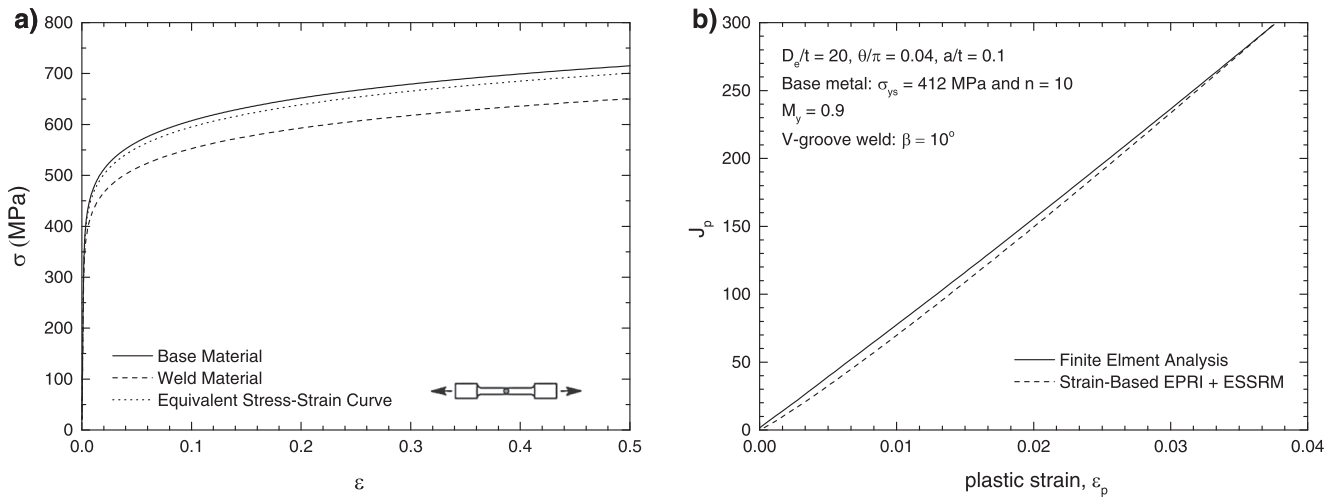 a)
800
700
600
500
400
300
200
100
0
σ (MPa)
Base Material
Weld Material
Equivalent Stress-Strain Curve
0.0 0.1 0.2 0.3 0.4 0.5
ε
b)
300
250
200
150
100
50
0
J_p
D_e/t = 20, θ/π = 0.04, a/t = 0.1
Base metal: σ_ys = 412 MPa and n = 10
M_y = 0.9
V-groove weld: β = 10°
Finite Elment Analysis
Strain-Based EPRI + ESSRM
0.00 0.01 0.02 0.03 0.04
plastic strain, ε_p